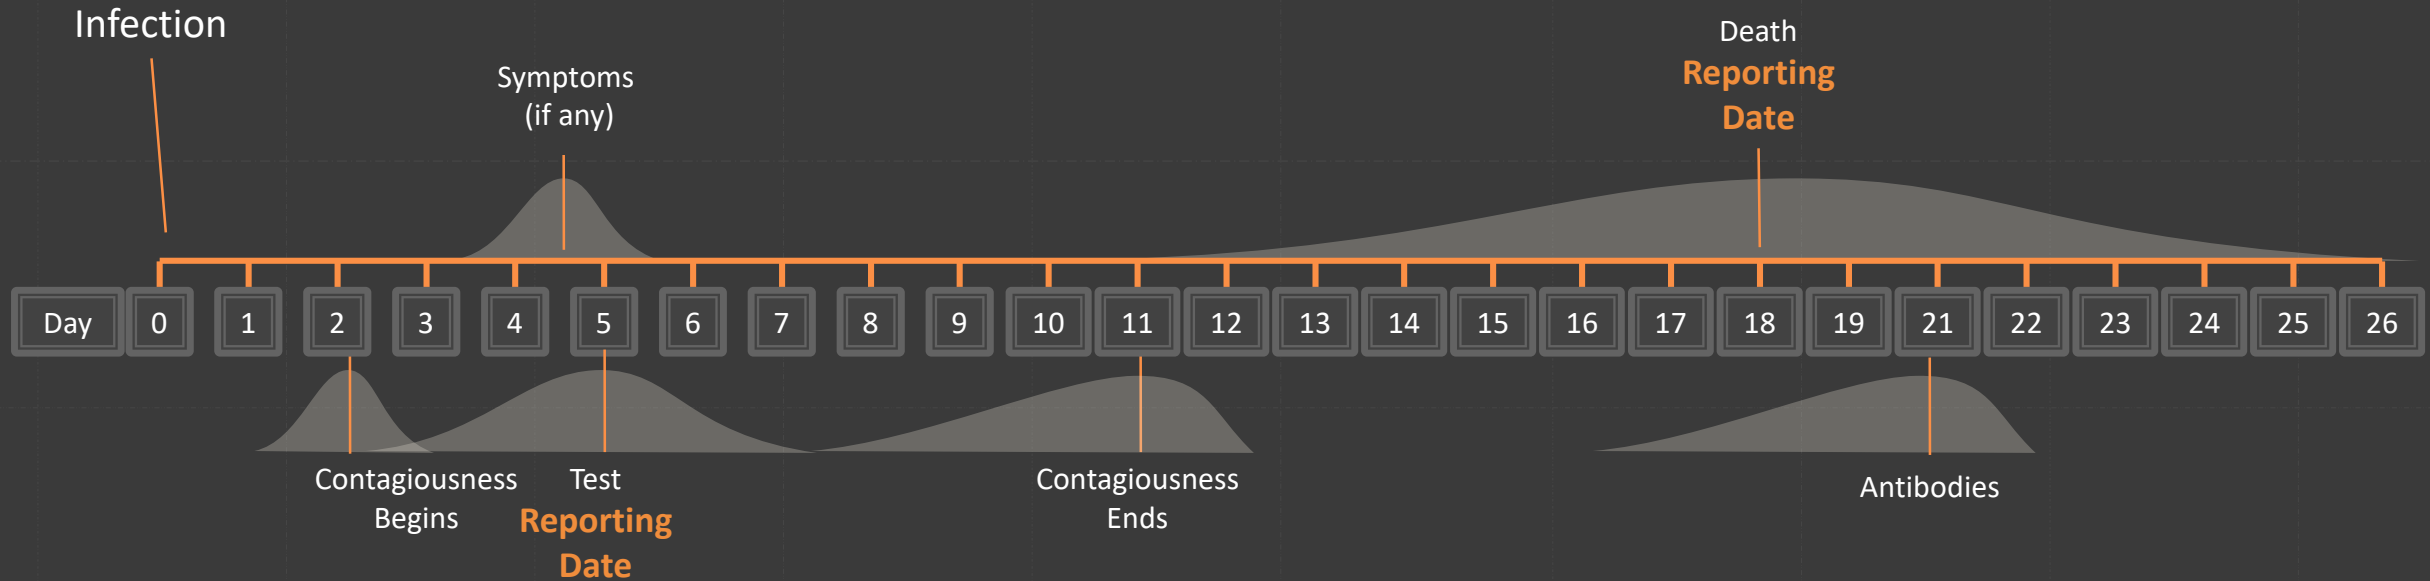 Infection
Symptoms
(if any)
Death
Reporting
Date
Day 0 1 2 3 4 5 6 7 8 9 10 11 12 13 14 15 16 17 18 19 21 22 23 24 25 26
Contagiousness
Begins
Test
Reporting
Date
Contagiousness
Ends
Antibodies